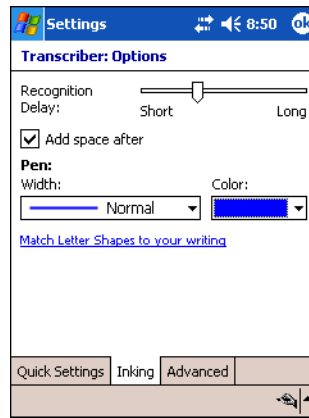 Settings 8:50 ok
Transcriber: Options
Recognition
Delay:
Short Long
Add space after
Pen:
Width: Color:
Normal
Match Letter Shapes to your writing
Quick Settings Inking Advanced